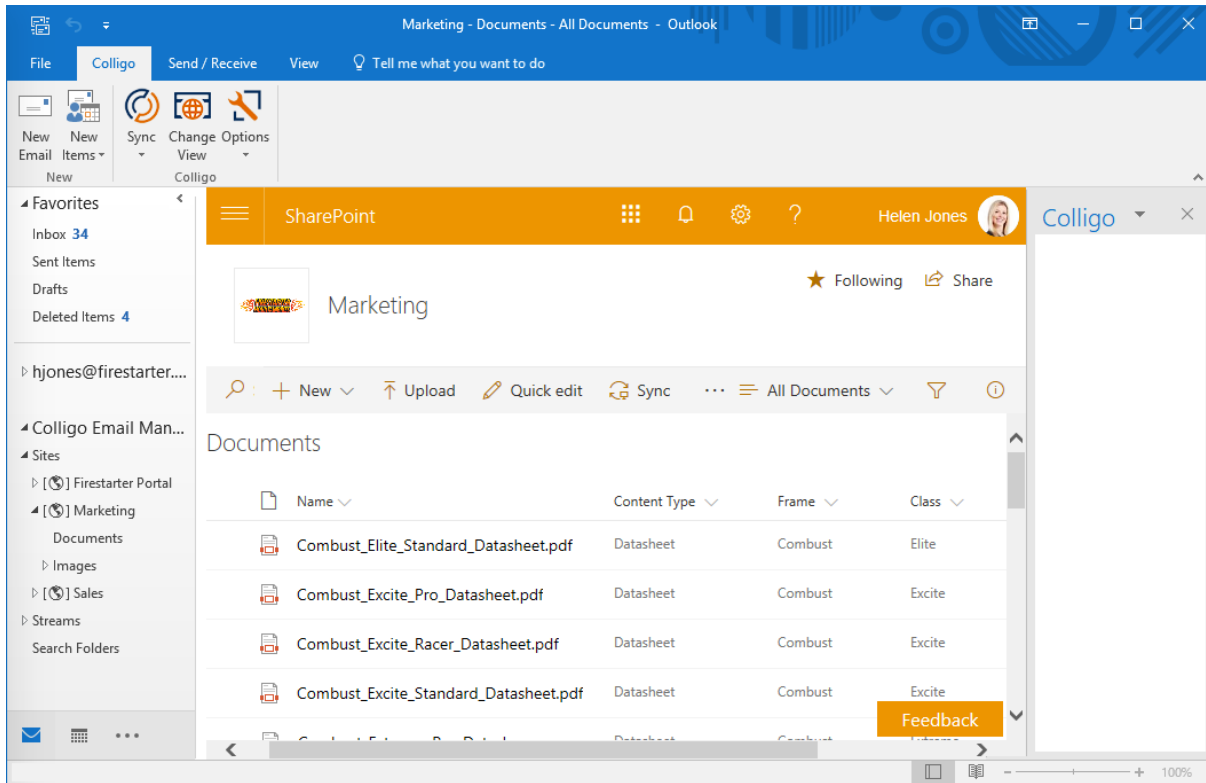 Marketing - Documents - All Documents - Outlook
File Colligo Send / Receive View Tell me what you want to do
New Email New Items Sync Change View Options
New Colligo
Favorites
Inbox 34
Sent Items
Drafts
Deleted Items 4
hjones@firestarter....
Colligo Email Man...
Sites
[ ] Firestarter Portal
[ ] Marketing
Documents
Images
[ ] Sales
Streams
Search Folders
SharePoint ? Helen Jones
Following Share
Marketing
New Upload Quick edit Sync ... All Documents
Documents
Name Content Type Frame Class
Combust_Elite_Standard_Datasheet.pdf Datasheet Combust Elite
Combust_Excite_Pro_Datasheet.pdf Datasheet Combust Excite
Combust_Excite_Racer_Datasheet.pdf Datasheet Combust Excite
Combust_Excite_Standard_Datasheet.pdf Datasheet Combust Excite
Feedback
Colligo
100%